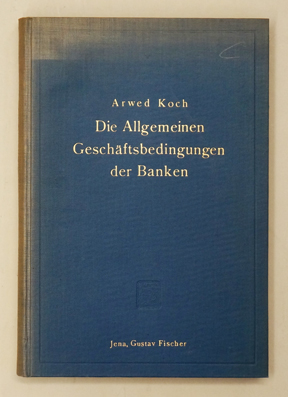 Arwed Koch
Die Allgemeinen
Geschäftsbedingungen
der Banken
Jena, Gustav Fischer